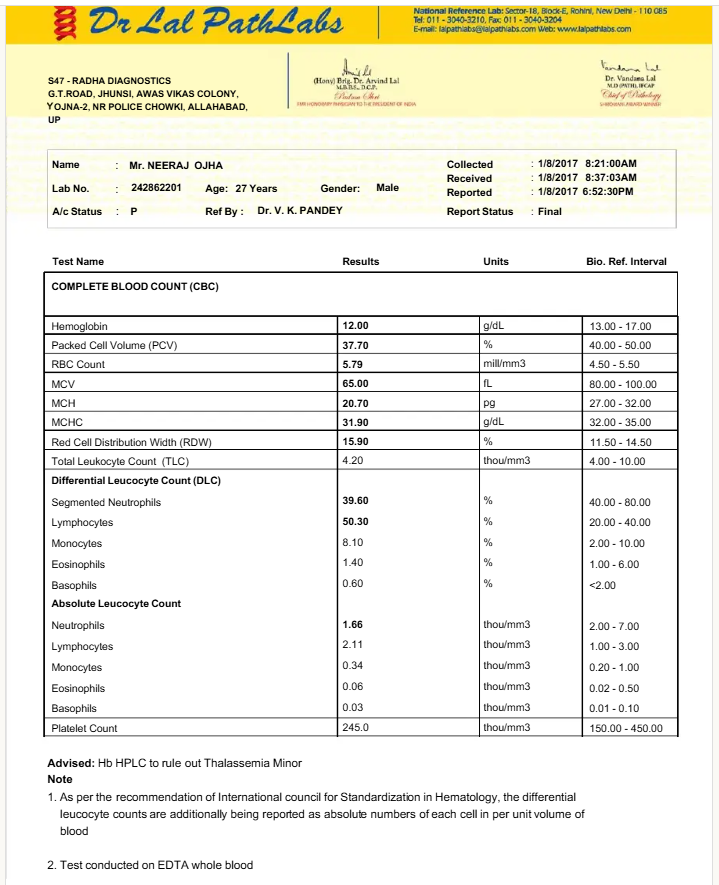 Dr Lal PathLabs
National Reference Lab: Sector-18, Block-E, Rohini, New Delhi - 110 085
Tel: 011 - 3040-3210, Fax: 011 - 3040-3204
E-mail: lalpathlabs@lalpathlabs.com Web: www.lalpathlabs.com
S47 - RADHA DIAGNOSTICS
G.T.ROAD, JHUNSI, AWAS VIKAS COLONY,
YOJNA-2, NR POLICE CHOWKI, ALLAHABAD,
UP
(Hony) Brig. Dr. Arvind Lal
M.B.B.S., D.C.P.
Padma Shri
Dr. Vandana Lal
M.D (PATH), IFCAP
Chief of Pathology
Name : Mr. NEERAJ OJHA
Collected : 1/8/2017 8:21:00AM
Received : 1/8/2017 8:37:03AM
Lab No. : 242862201 Age: 27 Years Gender: Male
Reported : 1/8/2017 6:52:30PM
A/c Status : P Ref By : Dr. V. K. PANDEY Report Status : Final
Test Name Results Units Bio. Ref. Interval
COMPLETE BLOOD COUNT (CBC)
Hemoglobin 12.00 g/dL 13.00 - 17.00
Packed Cell Volume (PCV) 37.70 % 40.00 - 50.00
RBC Count 5.79 mill/mm3 4.50 - 5.50
MCV 65.00 fL 80.00 - 100.00
MCH 20.70 pg 27.00 - 32.00
MCHC 31.90 g/dL 32.00 - 35.00
Red Cell Distribution Width (RDW) 15.90 % 11.50 - 14.50
Total Leukocyte Count (TLC) 4.20 thou/mm3 4.00 - 10.00
Differential Leucocyte Count (DLC)
Segmented Neutrophils 39.60 % 40.00 - 80.00
Lymphocytes 50.30 % 20.00 - 40.00
Monocytes 8.10 % 2.00 - 10.00
Eosinophils 1.40 % 1.00 - 6.00
Basophils 0.60 % <2.00
Absolute Leucocyte Count
Neutrophils 1.66 thou/mm3 2.00 - 7.00
Lymphocytes 2.11 thou/mm3 1.00 - 3.00
Monocytes 0.34 thou/mm3 0.20 - 1.00
Eosinophils 0.06 thou/mm3 0.02 - 0.50
Basophils 0.03 thou/mm3 0.01 - 0.10
Platelet Count 245.0 thou/mm3 150.00 - 450.00
Advised: Hb HPLC to rule out Thalassemia Minor
Note
1. As per the recommendation of International council for Standardization in Hematology, the differential
leucocyte counts are additionally being reported as absolute numbers of each cell in per unit volume of
blood
2. Test conducted on EDTA whole blood